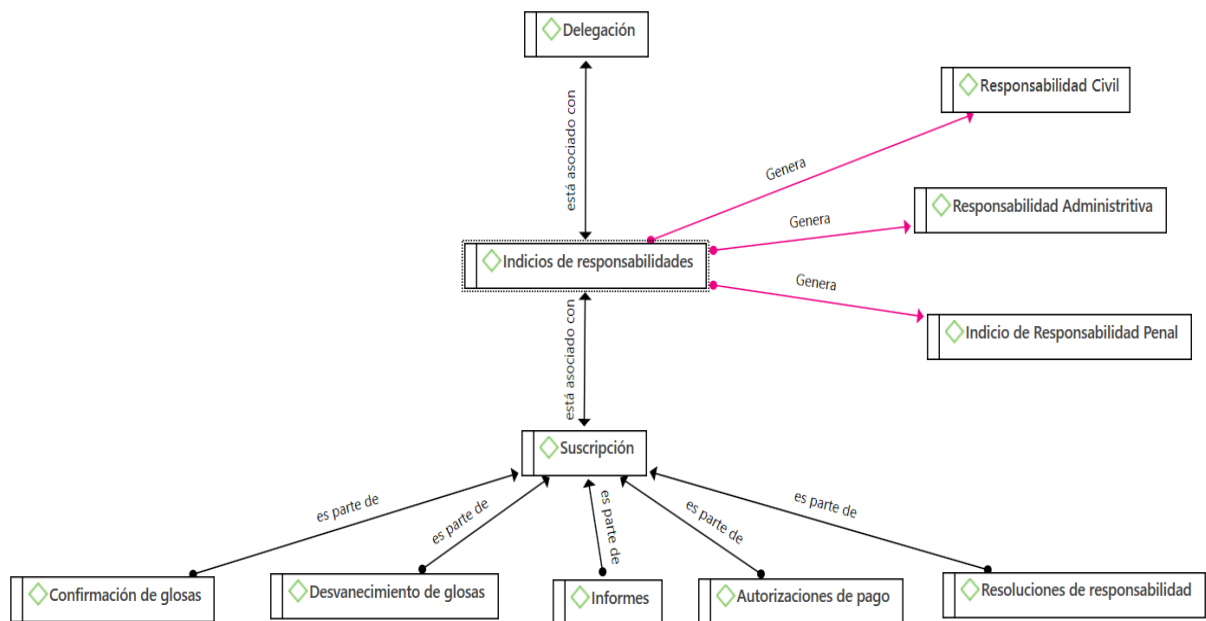 Delegación
está asociado con
Responsabilidad Civil
Genera
Responsabilidad Administritiva
Genera
Indicios de responsabilidades
Genera
Indicio de Responsabilidad Penal
está asociado con
Suscripción
es parte de
es parte de
es parte de
es parte de
es parte de
Confirmación de glosas
Desvanecimiento de glosas
Informes
Autorizaciones de pago
Resoluciones de responsabilidad